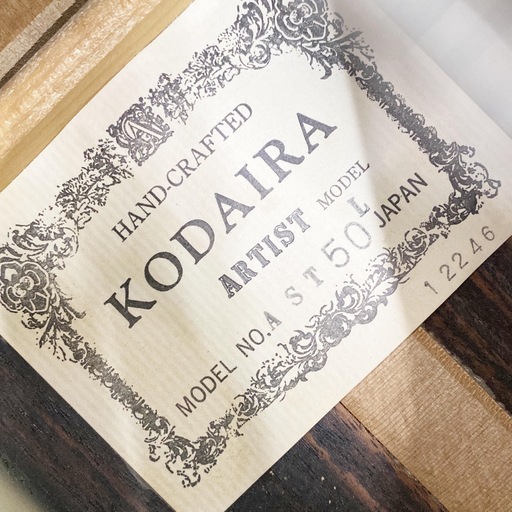 HAND-CRAFTED
KODAIRA
ARTIST MODEL
MODEL NO. A ST 50 L JAPAN
12246